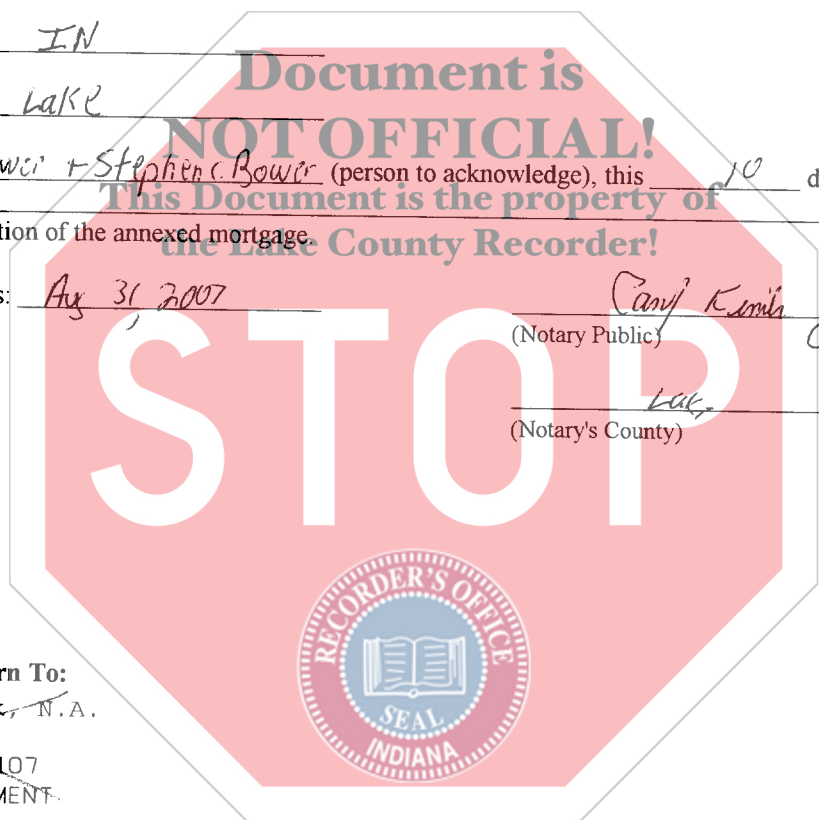 IN
Document is
Lake
NOT OFFICIAL!
+ Stephen C. Bower (person to acknowledge), this 10 d
This Document is the property of
tion of the annexed mortgage.
the Lake County Recorder!
s: Aug 31, 2007
(Notary Public)
STOP
Lake
(Notary's County)
RECORDER'S OFFICE
SEAL
INDIANA
rn To:
, N.A.
107
MENT